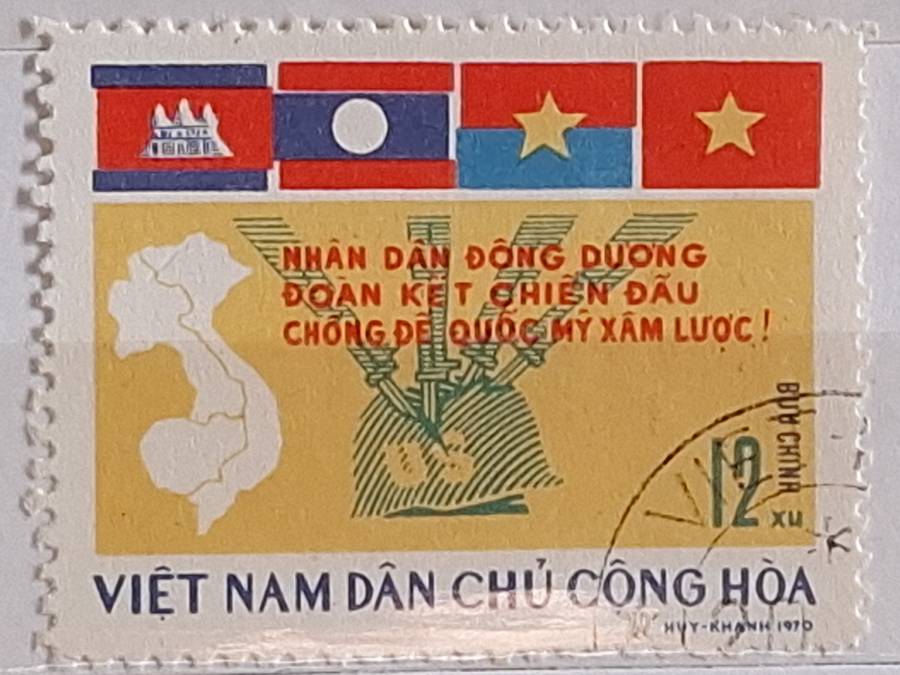 NHÂN DÂN ĐÔNG DƯƠNG
ĐOÀN KẾT CHIẾN ĐẤU
CHỐNG ĐẾ QUỐC MỸ XÂM LƯỢC!
US
BƯU CHÍNH
12 XU
VIỆT NAM DÂN CHỦ CỘNG HÒA
HUY-KHÁNH 1970